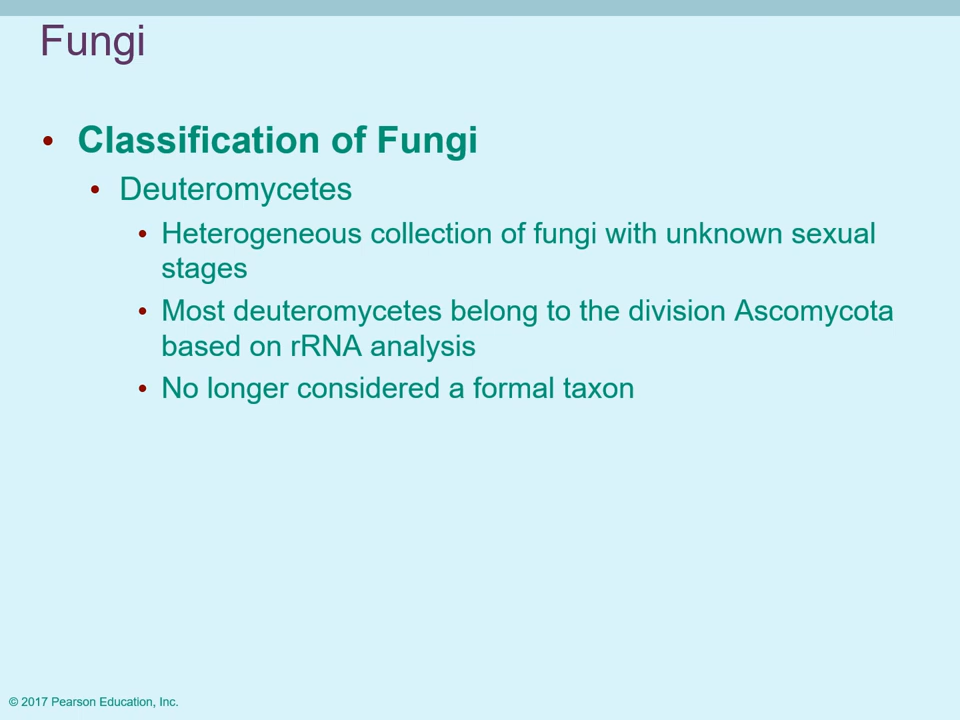 Fungi
• Classification of Fungi
• Deuteromycetes
• Heterogeneous collection of fungi with unknown sexual
stages
• Most deuteromycetes belong to the division Ascomycota
based on rRNA analysis
• No longer considered a formal taxon
© 2017 Pearson Education, Inc.